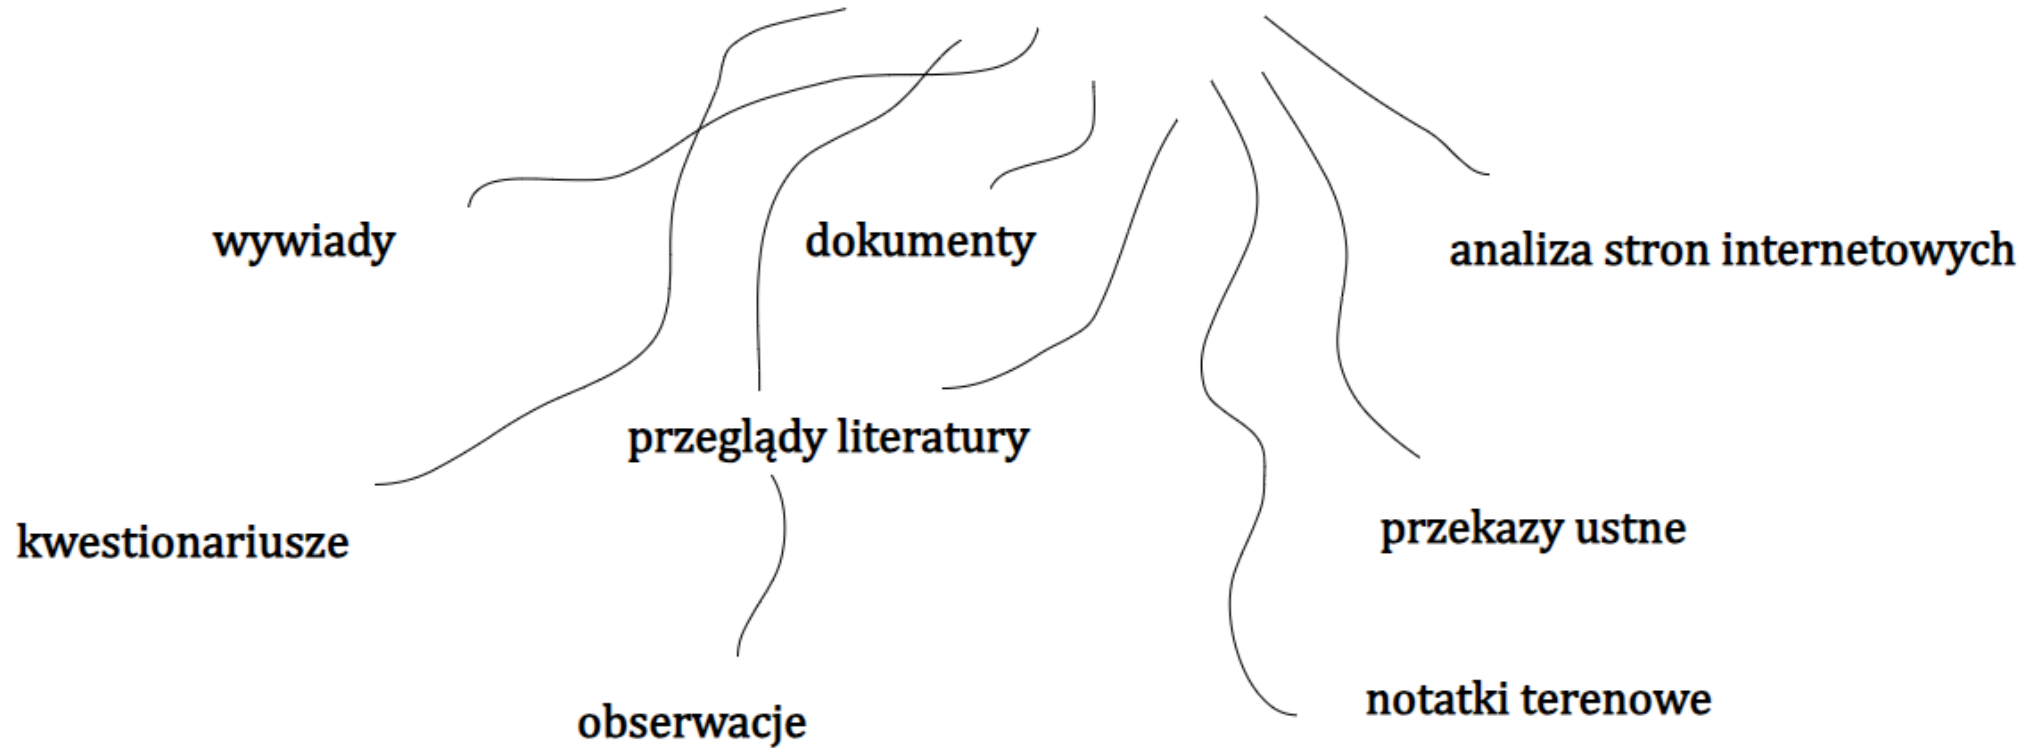 wywiady
dokumenty
analiza stron internetowych
przeglądy literatury
kwestionariusze
przekazy ustne
notatki terenowe
obserwacje